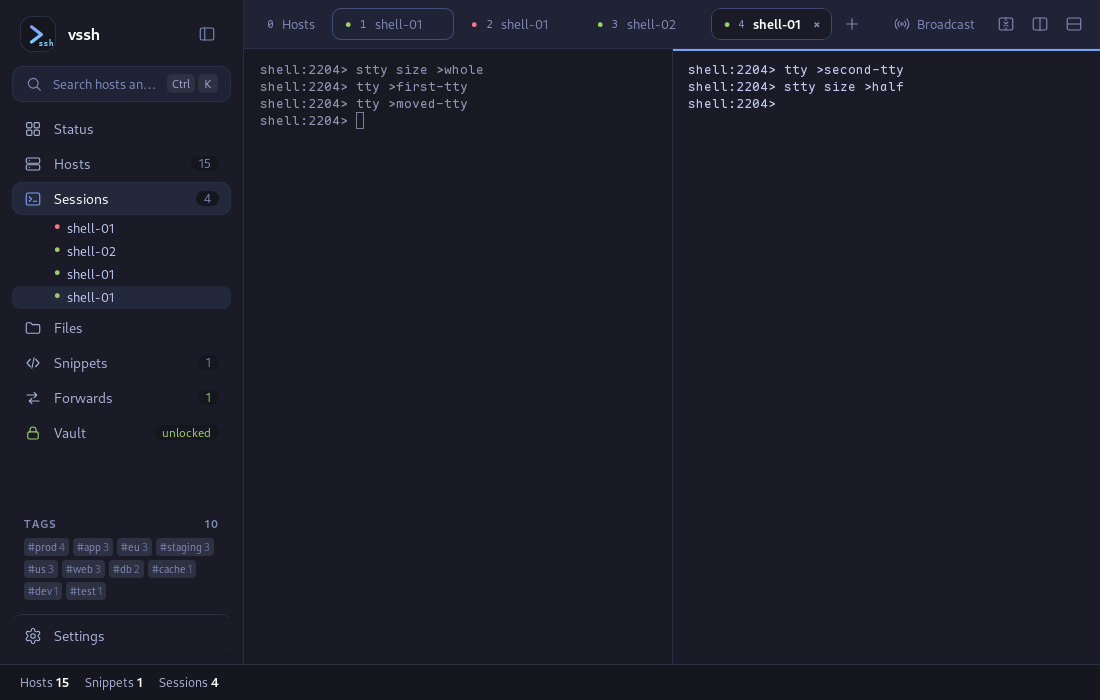 ssh
vssh
Search hosts an… Ctrl K
Status
Hosts 15
Sessions 4
shell-01
shell-02
shell-01
shell-01
Files
Snippets 1
Forwards 1
Vault unlocked
TAGS 10
#prod 4 #app 3 #eu 3 #staging 3
#us 3 #web 3 #db 2 #cache 1
#dev 1 #test 1
Settings
0 Hosts 1 shell-01 2 shell-01 3 shell-02 4 shell-01 × + Broadcast
shell:2204> stty size >whole
shell:2204> tty >first-tty
shell:2204> tty >moved-tty
shell:2204>
shell:2204> tty >second-tty
shell:2204> stty size >half
shell:2204>
Hosts 15 Snippets 1 Sessions 4